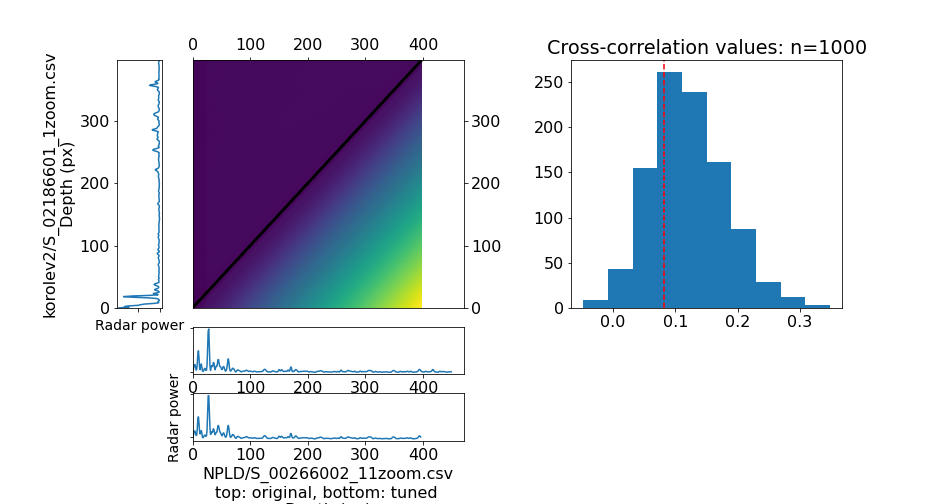 Cross-correlation values: n=1000
0 100 200 300 400
korolev2/S_02186601_1zoom.csv
Depth (px)
300
200
100
0
300
200
100
0
250
200
150
100
50
0
0.0 0.1 0.2 0.3
Radar power
0 100 200 300 400
Radar power
0 100 200 300 400
NPLD/S_00266002_11zoom.csv
top: original, bottom: tuned